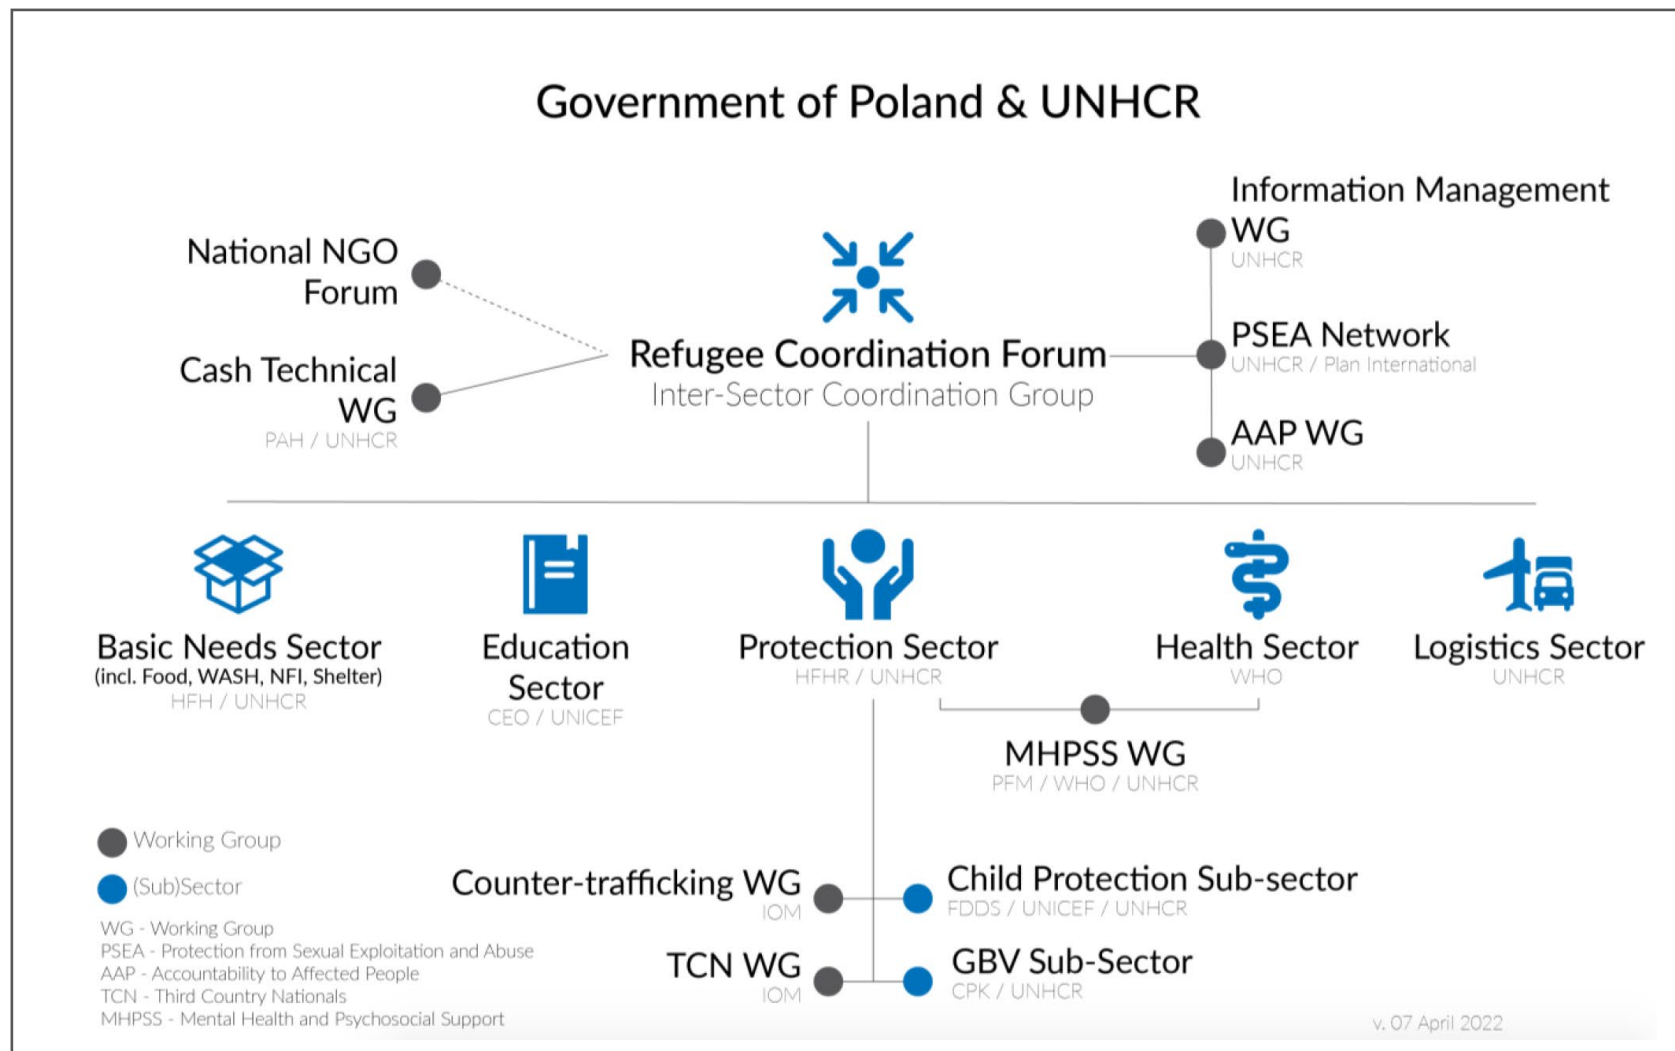 Government of Poland & UNHCR
National NGO
Forum
Cash Technical
WG
PAH / UNHCR
Refugee Coordination Forum
Inter-Sector Coordination Group
Information Management
WG
UNHCR
PSEA Network
UNHCR / Plan International
AAP WG
UNHCR
Basic Needs Sector
(incl. Food, WASH, NFI, Shelter)
HFH / UNHCR
Education
Sector
CEO / UNICEF
Protection Sector
HFHR / UNHCR
Health Sector
WHO
Logistics Sector
UNHCR
MHPSS WG
PFM / WHO / UNHCR
Counter-trafficking WG
IOM
TCN WG
IOM
Child Protection Sub-sector
FDDS / UNICEF / UNHCR
GBV Sub-Sector
CPK / UNHCR
Working Group
(Sub)Sector
WG - Working Group
PSEA - Protection from Sexual Exploitation and Abuse
AAP - Accountability to Affected People
TCN - Third Country Nationals
MHPSS - Mental Health and Psychosocial Support
v. 07 April 2022